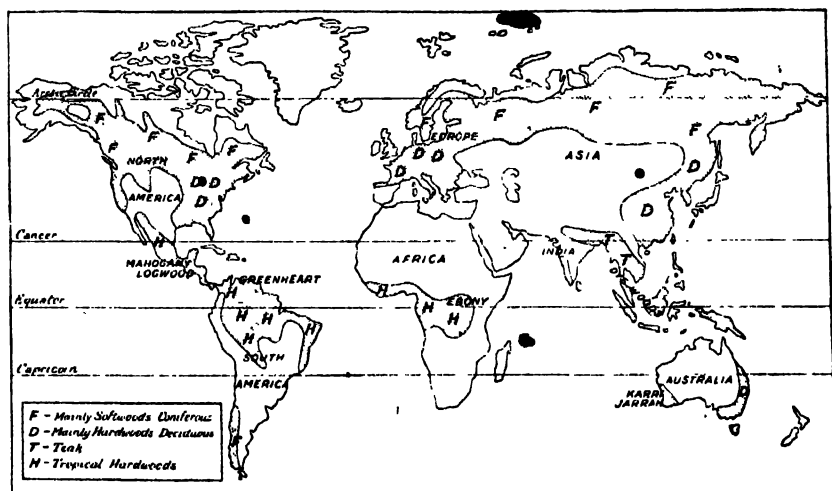 Arctic Circle
F
F
F
F
F
F
F
F
F
F
NORTH
AMERICA
D D
D
EUROPE
D
D
D
ASIA
D
D
Cancer
H
MAHOGANY
LOGWOOD
GREENHEART
AFRICA
INDIA
T
T
Equator
H
H
H
H
H
H
H
H
EBONY
H
SOUTH
AMERICA
Capricorn
AUSTRALIA
D
KARRI
JARRAH
F - Mainly Softwoods Coniferous
D - Mainly Hardwoods Deciduous
T - Teak
H - Tropical Hardwoods